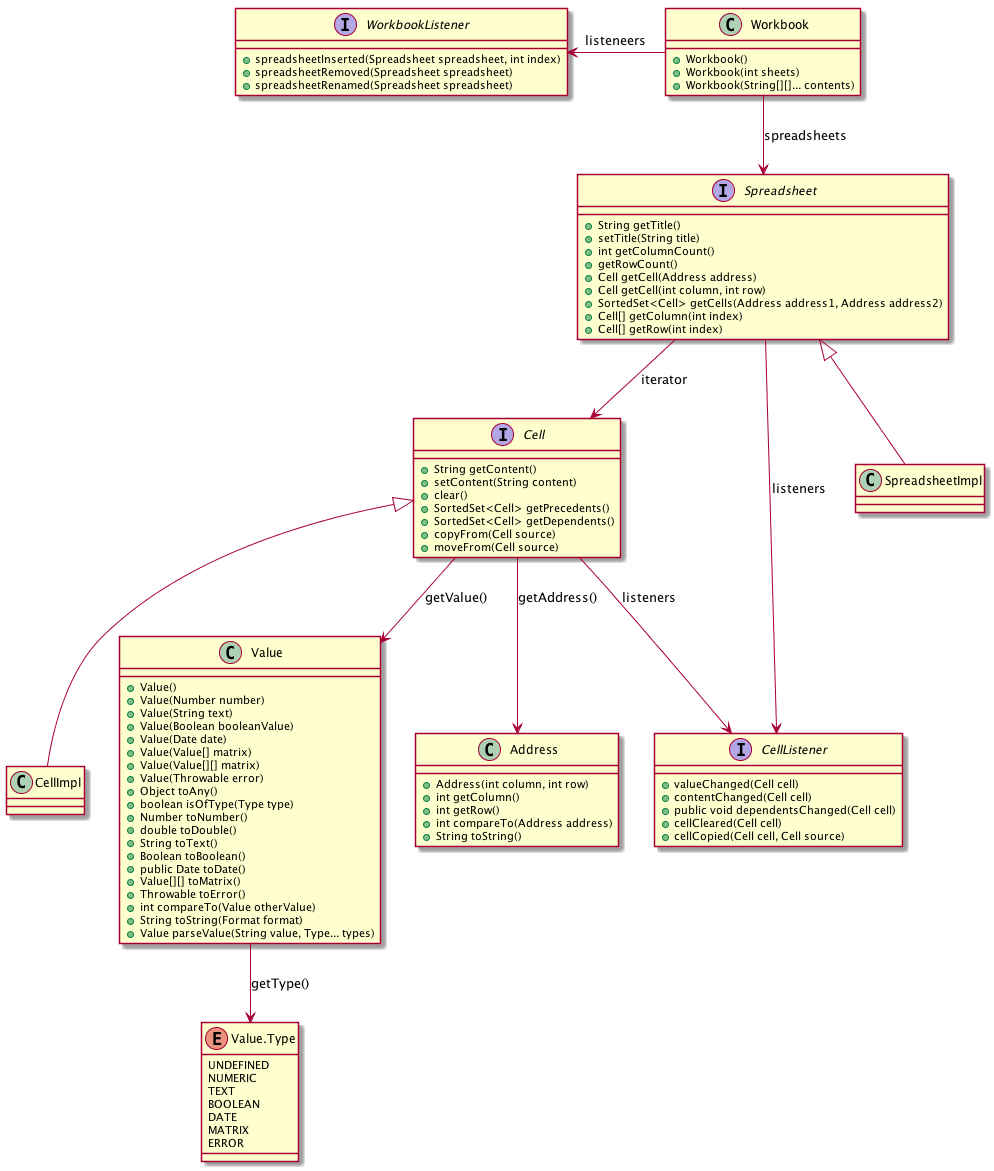 I WorkbookListener
spreadsheetInserted(Spreadsheet spreadsheet, int index)
spreadsheetRemoved(Spreadsheet spreadsheet)
spreadsheetRenamed(Spreadsheet spreadsheet)
listeneers
C Workbook
Workbook()
Workbook(int sheets)
Workbook(String[][]... contents)
spreadsheets
I Spreadsheet
String getTitle()
setTitle(String title)
int getColumnCount()
getRowCount()
Cell getCell(Address address)
Cell getCell(int column, int row)
SortedSet<Cell> getCells(Address address1, Address address2)
Cell[] getColumn(int index)
Cell[] getRow(int index)
iterator
listeners
I Cell
String getContent()
setContent(String content)
clear()
SortedSet<Cell> getPrecedents()
SortedSet<Cell> getDependents()
copyFrom(Cell source)
moveFrom(Cell source)
C SpreadsheetImpl
getValue()
getAddress()
listeners
C CellImpl
C Value
Value()
Value(Number number)
Value(String text)
Value(Boolean booleanValue)
Value(Date date)
Value(Value[] matrix)
Value(Value[][] matrix)
Value(Throwable error)
Object toAny()
boolean isOfType(Type type)
Number toNumber()
double toDouble()
String toText()
Boolean toBoolean()
public Date toDate()
Value[][] toMatrix()
Throwable toError()
int compareTo(Value otherValue)
String toString(Format format)
Value parseValue(String value, Type... types)
C Address
Address(int column, int row)
int getColumn()
int getRow()
int compareTo(Address address)
String toString()
I CellListener
valueChanged(Cell cell)
contentChanged(Cell cell)
public void dependentsChanged(Cell cell)
cellCleared(Cell cell)
cellCopied(Cell cell, Cell source)
getType()
E Value.Type
UNDEFINED
NUMERIC
TEXT
BOOLEAN
DATE
MATRIX
ERROR